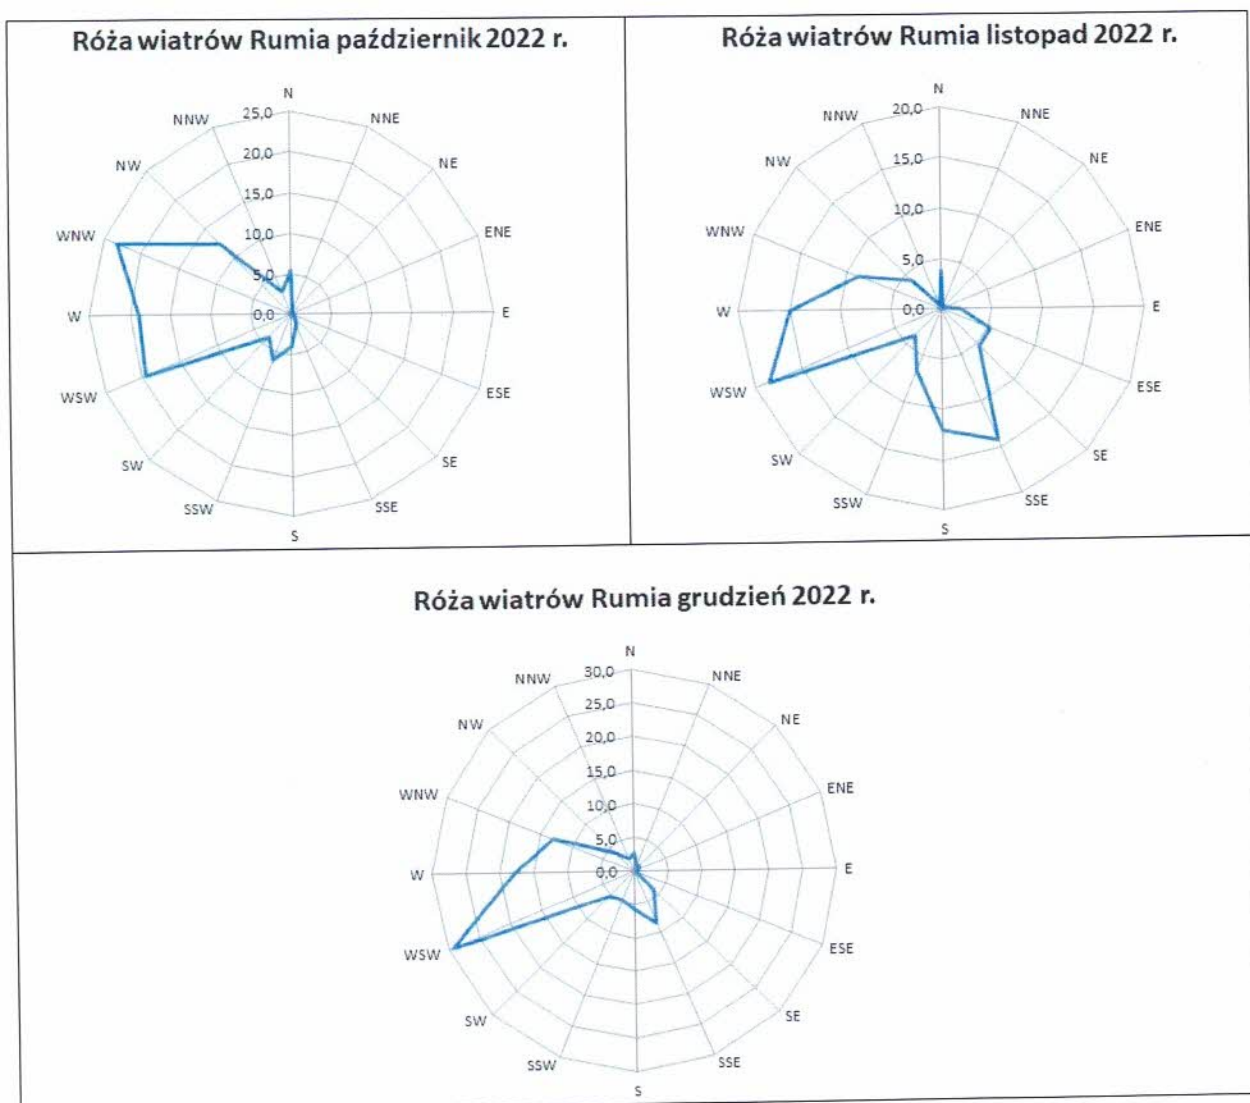 Róża wiatrów Rumia październik 2022 r.
N
NNE
NE
ENE
E
ESE
SE
SSE
S
SSW
SW
WSW
W
WNW
NW
NNW
25,0
20,0
15,0
10,0
5,0
0,0
Róża wiatrów Rumia listopad 2022 r.
N
NNE
NE
ENE
E
ESE
SE
SSE
S
SSW
SW
WSW
W
WNW
NW
NNW
20,0
15,0
10,0
5,0
0,0
Róża wiatrów Rumia grudzień 2022 r.
N
NNE
NE
ENE
E
ESE
SE
SSE
S
SSW
SW
WSW
W
WNW
NW
NNW
30,0
25,0
20,0
15,0
10,0
5,0
0,0